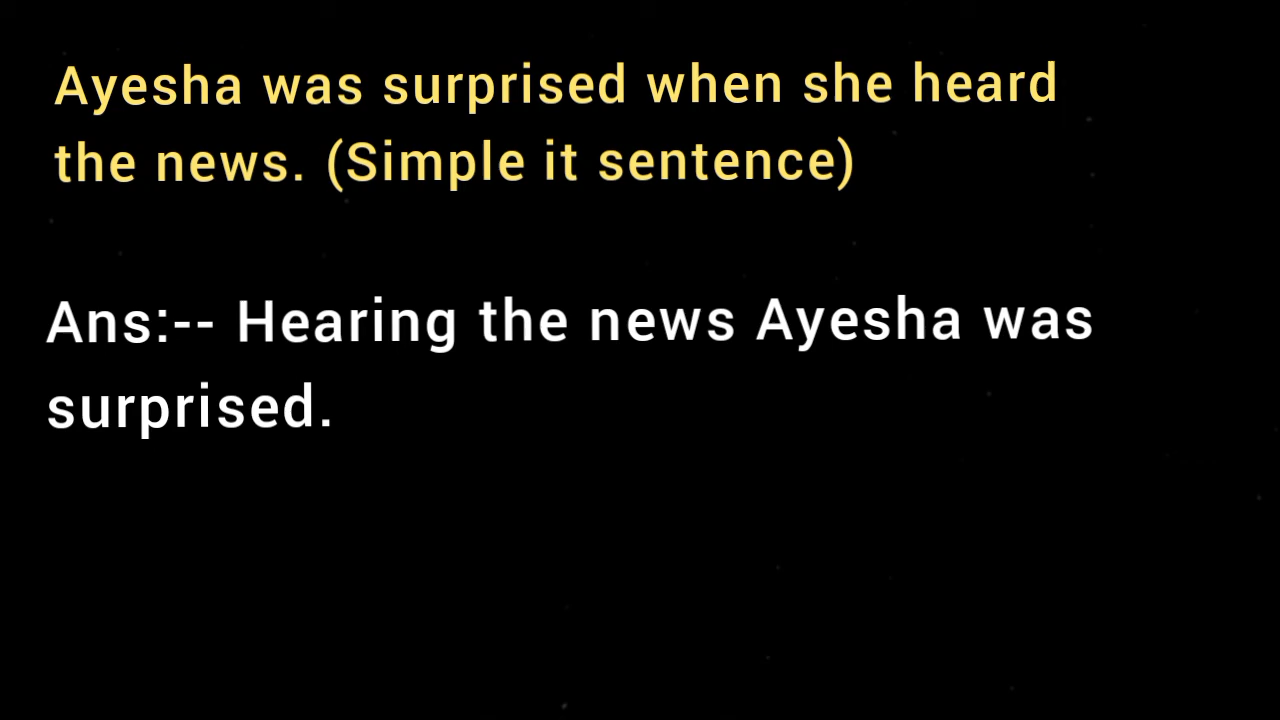 Ayesha was surprised when she heard
the news. (Simple it sentence)
Ans:-- Hearing the news Ayesha was
surprised.